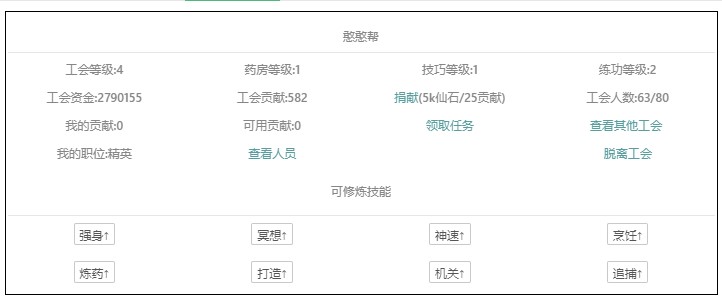 憨憨帮
工会等级:4 药房等级:1 技巧等级:1 练功等级:2
工会资金:2790155 工会贡献:582 捐献(5k仙石/25贡献) 工会人数:63/80
我的贡献:0 可用贡献:0 领取任务 查看其他工会
我的职位:精英 查看人员 脱离工会
可修炼技能
强身↑ 冥想↑ 神速↑ 烹饪↑
炼药↑ 打造↑ 机关↑ 追捕↑